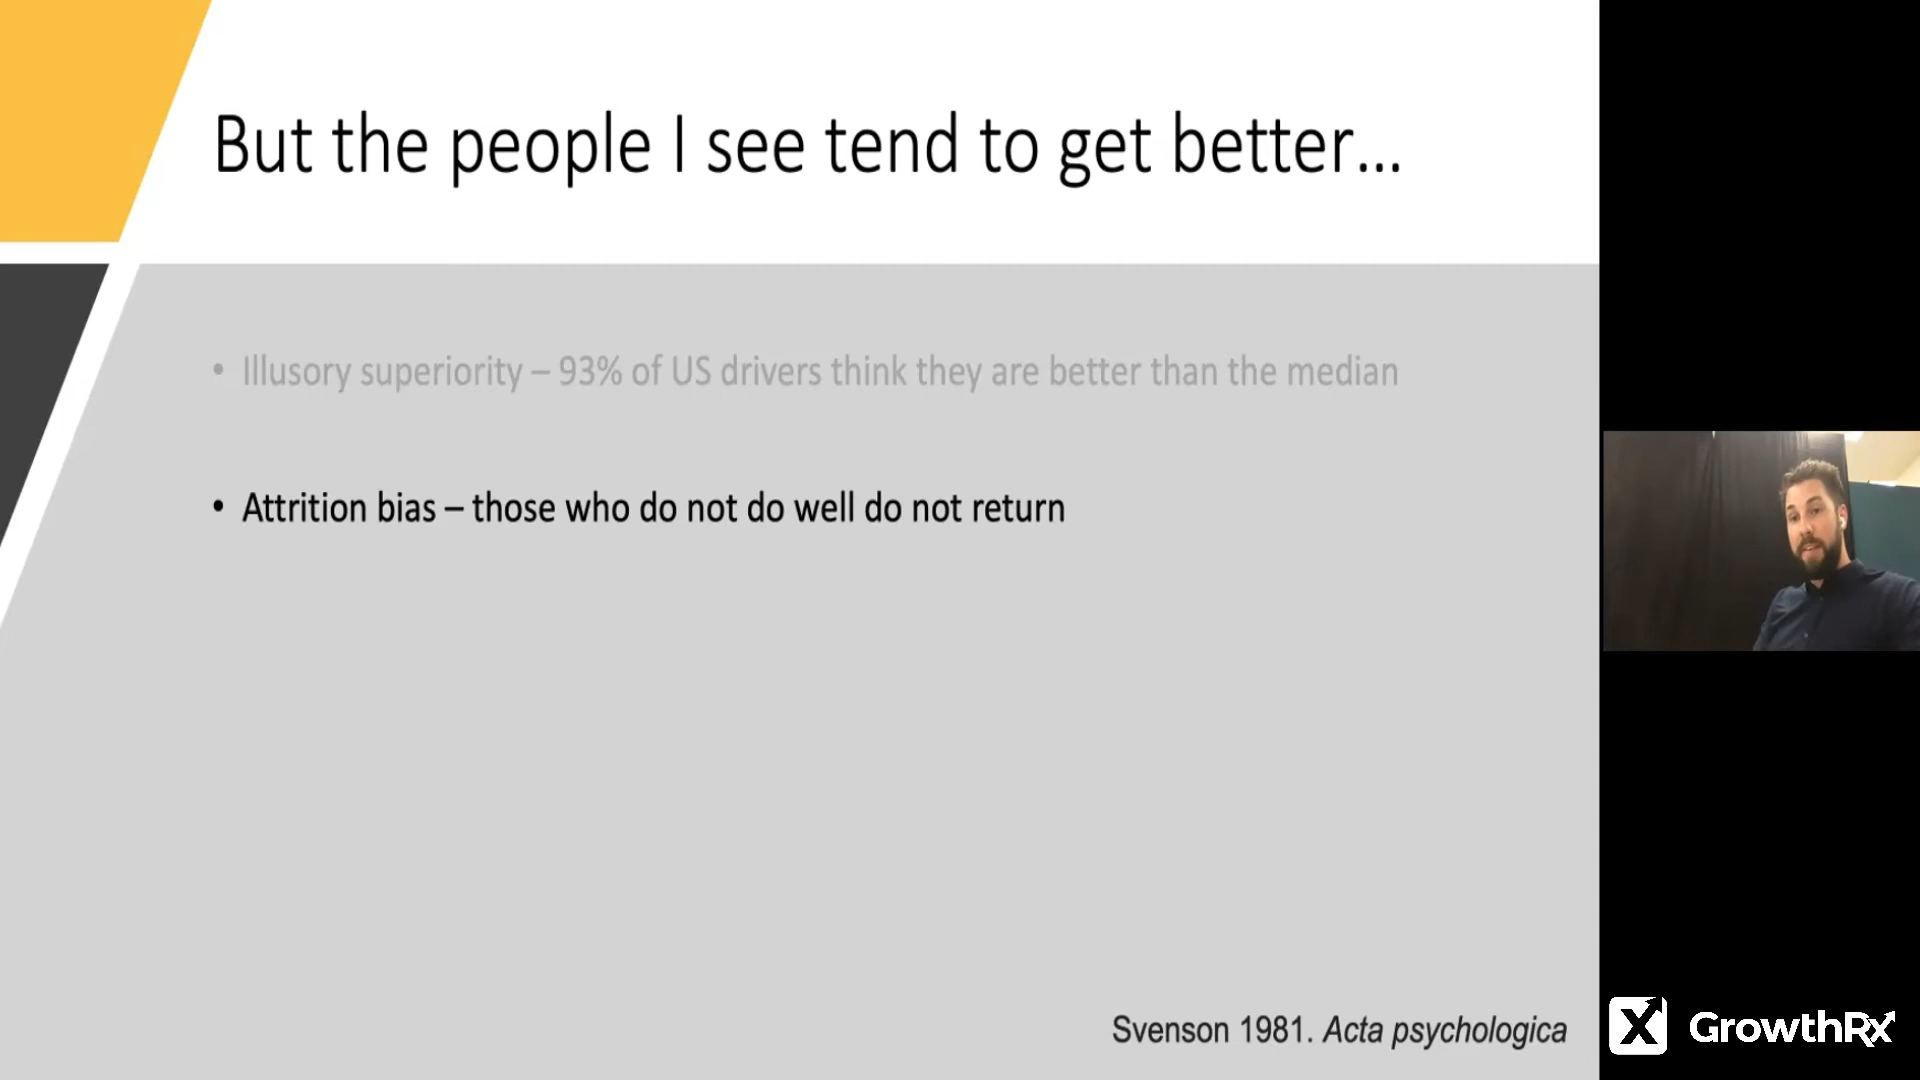 But the people I see tend to get better...
• Illusory superiority – 93% of US drivers think they are better than the median
• Attrition bias – those who do not do well do not return
Svenson 1981. Acta psychologica
X GrowthRx